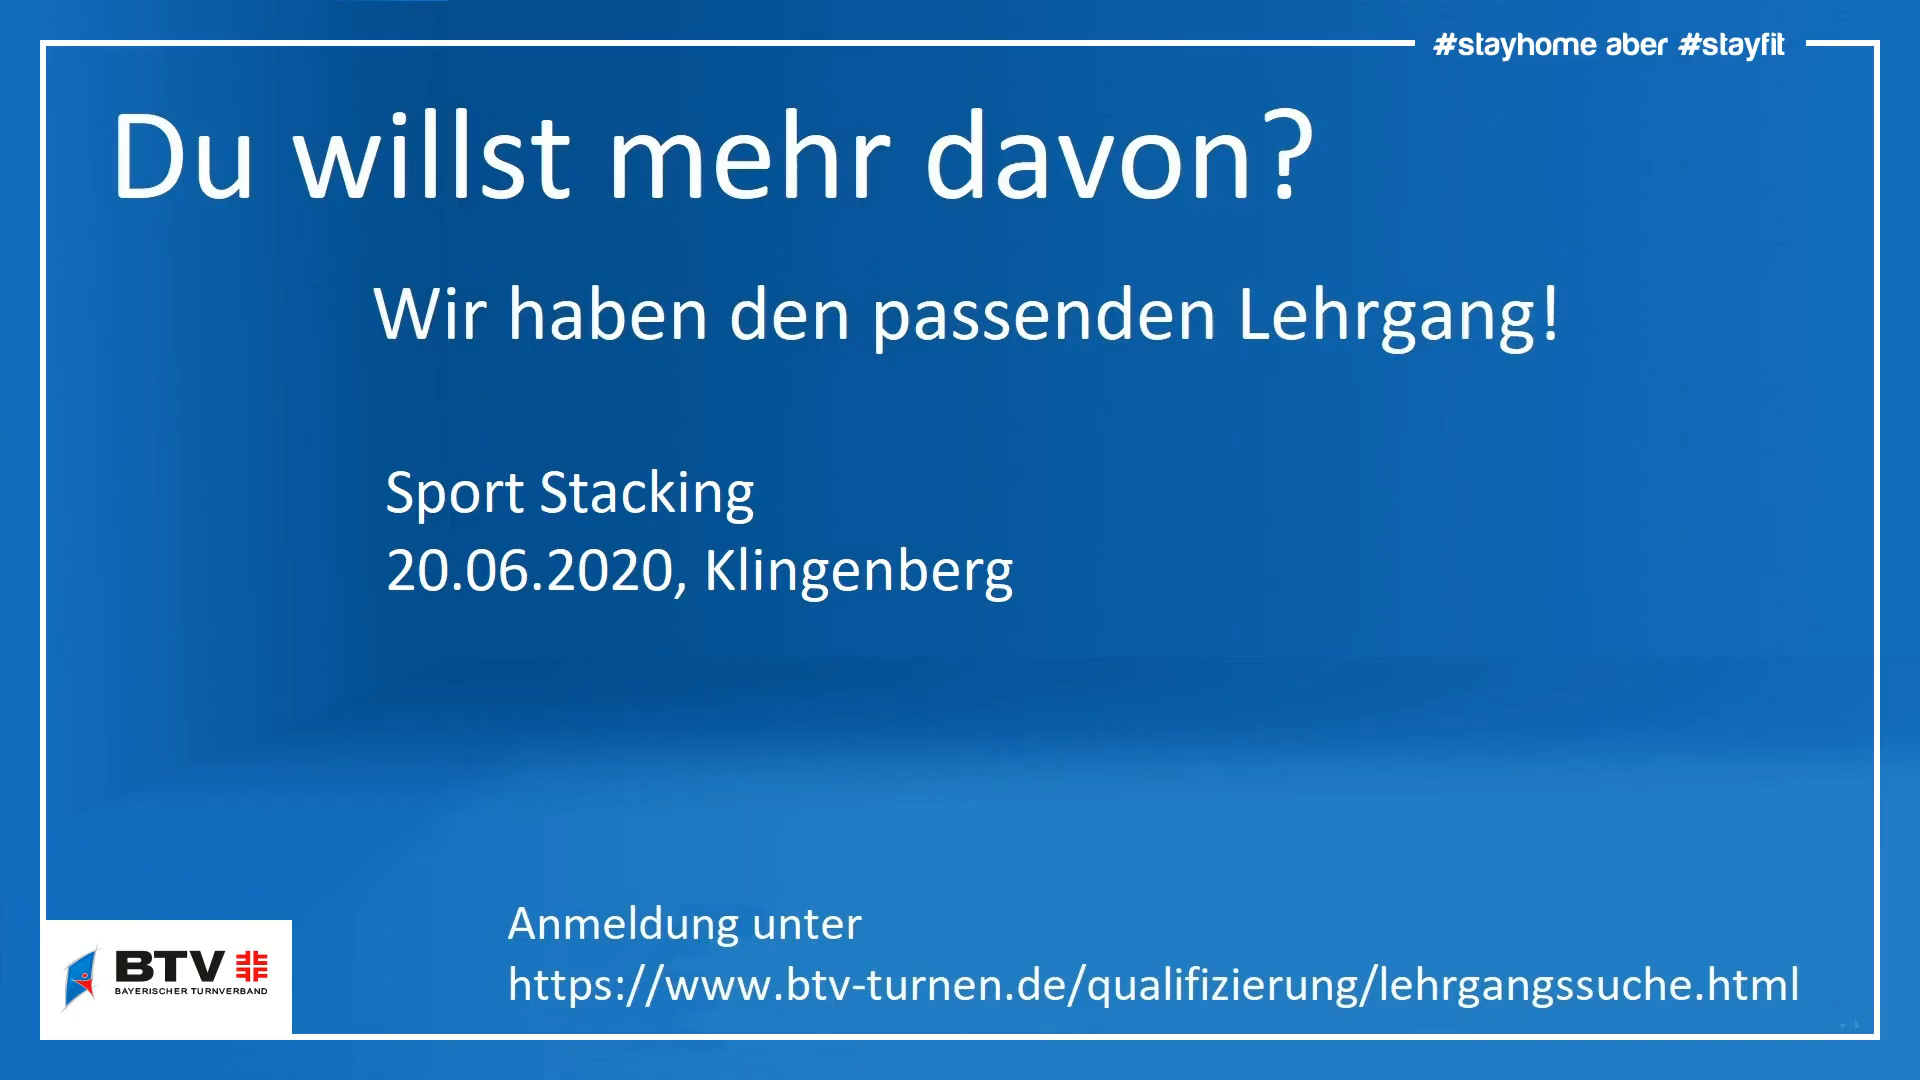 #stayhome aber #stayfit
Du willst mehr davon?
Wir haben den passenden Lehrgang!
Sport Stacking
20.06.2020, Klingenberg
Anmeldung unter
https://www.btv-turnen.de/qualifizierung/lehrgangssuche.html
BTV
BAYERISCHER TURNVERBAND